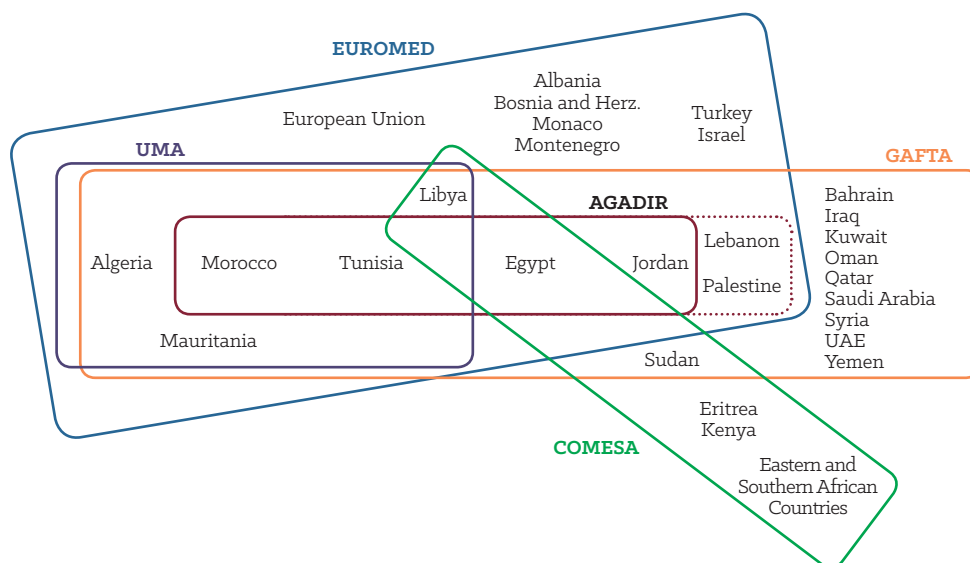 EUROMED
European Union
Albania
Bosnia and Herz.
Monaco
Montenegro
Turkey
Israel
UMA
GAFTA
Libya
AGADIR
Algeria
Morocco
Tunisia
Egypt
Jordan
Lebanon
Palestine
Bahrain
Iraq
Kuwait
Oman
Qatar
Saudi Arabia
Syria
UAE
Yemen
Mauritania
Sudan
Eritrea
Kenya
COMESA
Eastern and
Southern African
Countries